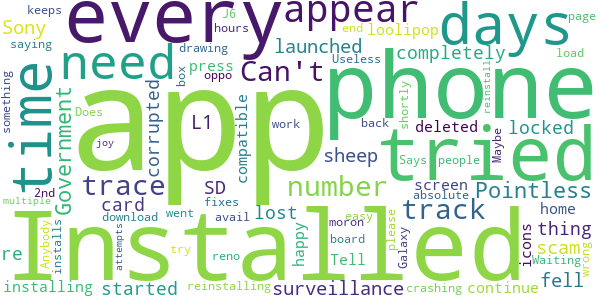 keeps
Sony
J6
hours
saying
drawing
every
appear
end
loolipop
days
page
need
press
launched
Useless
load
completely
Can't
box
oppo
something
time
Government
Does
corrupted
app
L1
compatible
work
back
phone
shortly
deleted
Says
people
reinstall
locked
Maybe
tried
joy
2nd
multiple
trace
SD
fixes
sheep
number
screen
absolute
Pointless
card
download
went
avail
lost
easy
moron
track
home
icons
thing
Anybody
installs
attempts
try
happy
board
please
Galaxy
Waiting
scam
wrong
Installed
re
reno
Tell
fell
installing
started
reinstalling
surveillance
crashing
continue